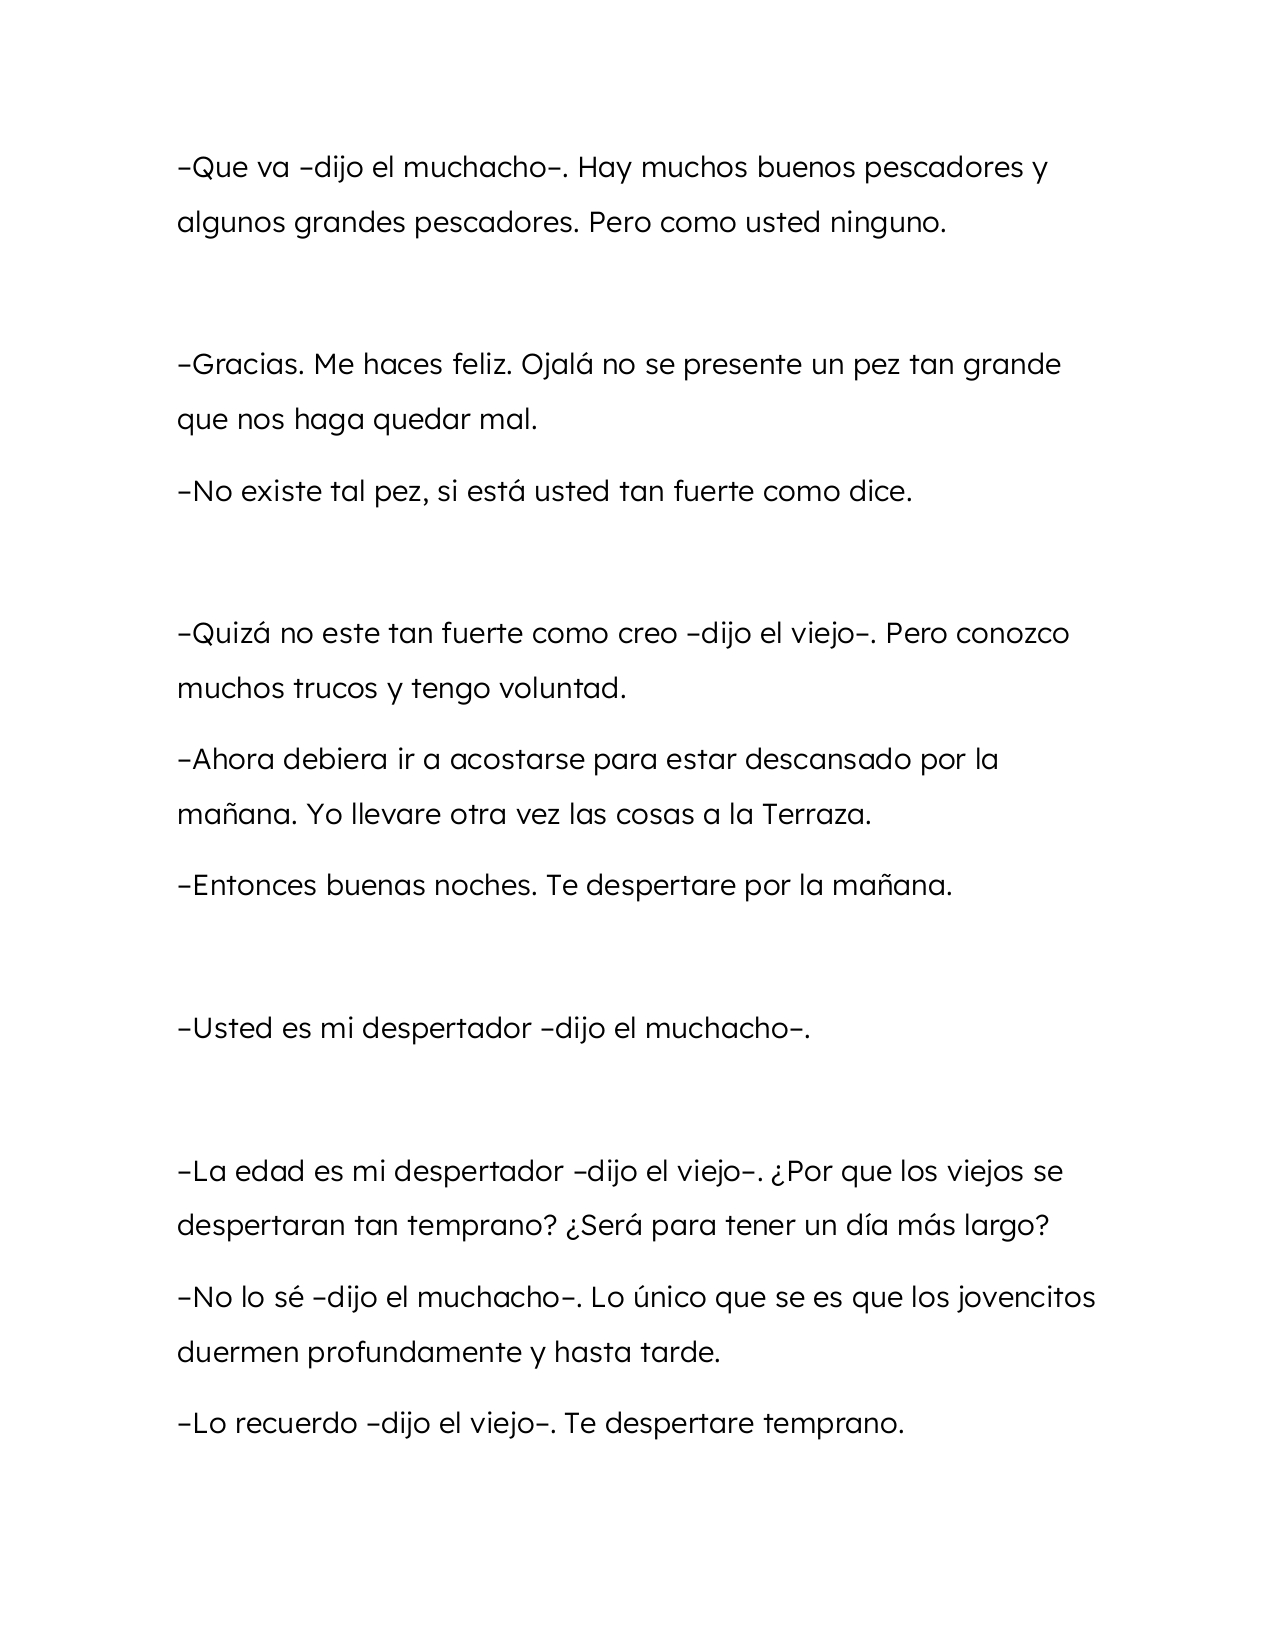 –Que va –dijo el muchacho–. Hay muchos buenos pescadores y
algunos grandes pescadores. Pero como usted ninguno.
–Gracias. Me haces feliz. Ojalá no se presente un pez tan grande
que nos haga quedar mal.
–No existe tal pez, si está usted tan fuerte como dice.
–Quizá no este tan fuerte como creo –dijo el viejo–. Pero conozco
muchos trucos y tengo voluntad.
–Ahora debiera ir a acostarse para estar descansado por la
mañana. Yo llevare otra vez las cosas a la Terraza.
–Entonces buenas noches. Te despertare por la mañana.
–Usted es mi despertador –dijo el muchacho–.
–La edad es mi despertador –dijo el viejo–. ¿Por que los viejos se
despertaran tan temprano? ¿Será para tener un día más largo?
–No lo sé –dijo el muchacho–. Lo único que se es que los jovencitos
duermen profundamente y hasta tarde.
–Lo recuerdo –dijo el viejo–. Te despertare temprano.